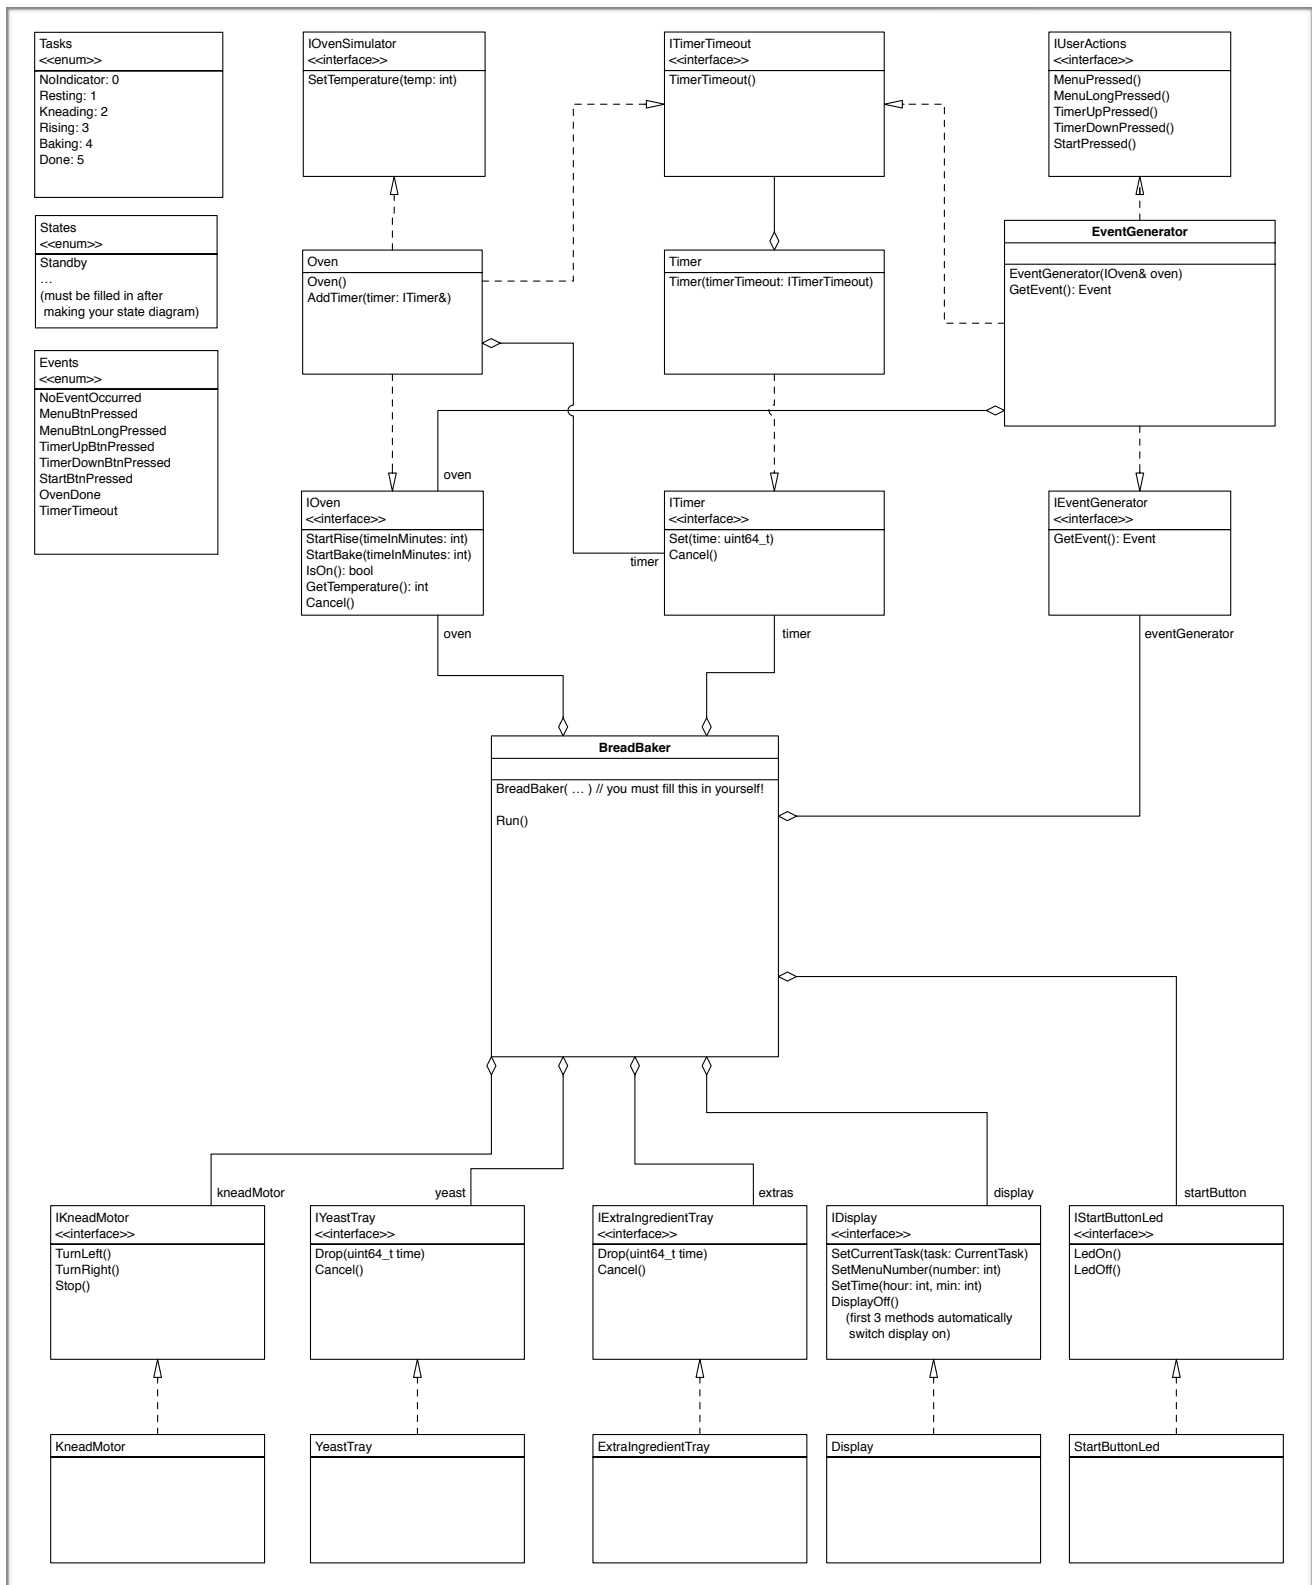 Tasks
<<enum>>
NoIndicator: 0
Resting: 1
Kneading: 2
Rising: 3
Baking: 4
Done: 5
IOvenSimulator
<<interface>>
SetTemperature(temp: int)
ITimerTimeout
<<interface>>
TimerTimeout()
IUserActions
<<interface>>
MenuPressed()
MenuLongPressed()
TimerUpPressed()
TimerDownPressed()
StartPressed()
States
<<enum>>
Standby
…
(must be filled in after
making your state diagram)
Oven
Oven()
AddTimer(timer: ITimer&)
Timer
Timer(timerTimeout: ITimerTimeout)
EventGenerator
EventGenerator(IOven& oven)
GetEvent(): Event
Events
<<enum>>
NoEventOccurred
MenuBtnPressed
MenuBtnLongPressed
TimerUpBtnPressed
TimerDownBtnPressed
StartBtnPressed
OvenDone
TimerTimeout
oven
IOven
<<interface>>
StartRise(timeInMinutes: int)
StartBake(timeInMinutes: int)
IsOn(): bool
GetTemperature(): int
Cancel()
timer
ITimer
<<interface>>
Set(time: uint64_t)
Cancel()
IEventGenerator
<<interface>>
GetEvent(): Event
oven
timer
eventGenerator
BreadBaker
BreadBaker( … ) // you must fill this in yourself!
Run()
kneadMotor
yeast
extras
display
startButton
IKneadMotor
<<interface>>
TurnLeft()
TurnRight()
Stop()
IYeastTray
<<interface>>
Drop(uint64_t time)
Cancel()
IExtraIngredientTray
<<interface>>
Drop(uint64_t time)
Cancel()
IDisplay
<<interface>>
SetCurrentTask(task: CurrentTask)
SetMenuNumber(number: int)
SetTime(hour: int, min: int)
DisplayOff()
(first 3 methods automatically
switch display on)
IStartButtonLed
<<interface>>
LedOn()
LedOff()
KneadMotor
YeastTray
ExtraIngredientTray
Display
StartButtonLed